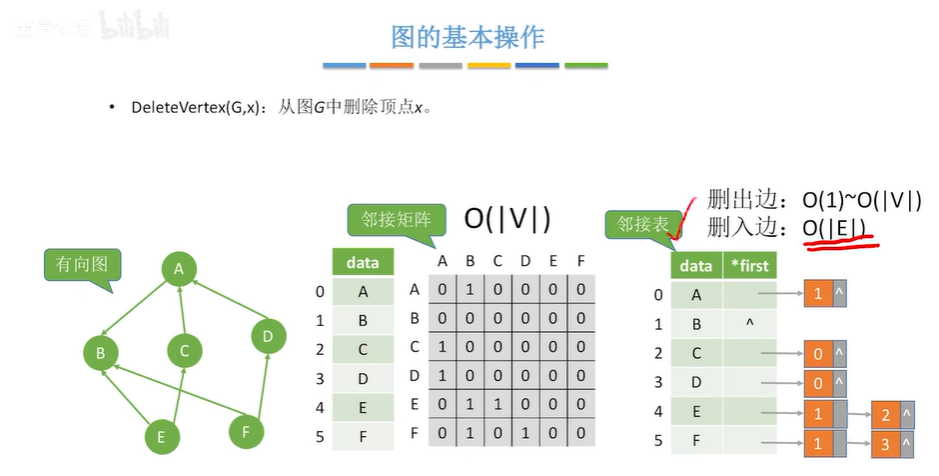 bilibili
图的基本操作
• DeleteVertex(G,x)：从图G中删除顶点x。
有向图
A
B
C
D
E
F
邻接矩阵
O(|V|)
data
0 A
1 B
2 C
3 D
4 E
5 F
A B C D E F
A 0 1 0 0 0 0
B 0 0 0 0 0 0
C 1 0 0 0 0 0
D 1 0 0 0 0 0
E 0 1 1 0 0 0
F 0 1 0 1 0 0
邻接表
删出边：O(1)~O(|V|)
删入边：O(|E|)
data *first
0 A 1 ^
1 B ^
2 C 0 ^
3 D 0 ^
4 E 1 2 ^
5 F 1 3 ^